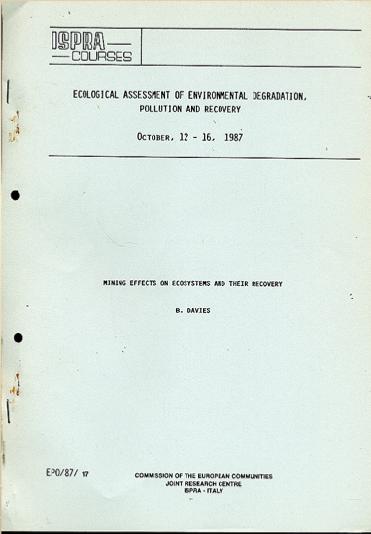 ISPRA
COURSES
ECOLOGICAL ASSESSMENT OF ENVIRONMENTAL DEGRADATION,
POLLUTION AND RECOVERY
OCTOBER, 12 - 16, 1987
MINING EFFECTS ON ECOSYSTEMS AND THEIR RECOVERY
B. DAVIES
EPO/87/ 17
COMMISSION OF THE EUROPEAN COMMUNITIES
JOINT RESEARCH CENTRE
ISPRA - ITALY